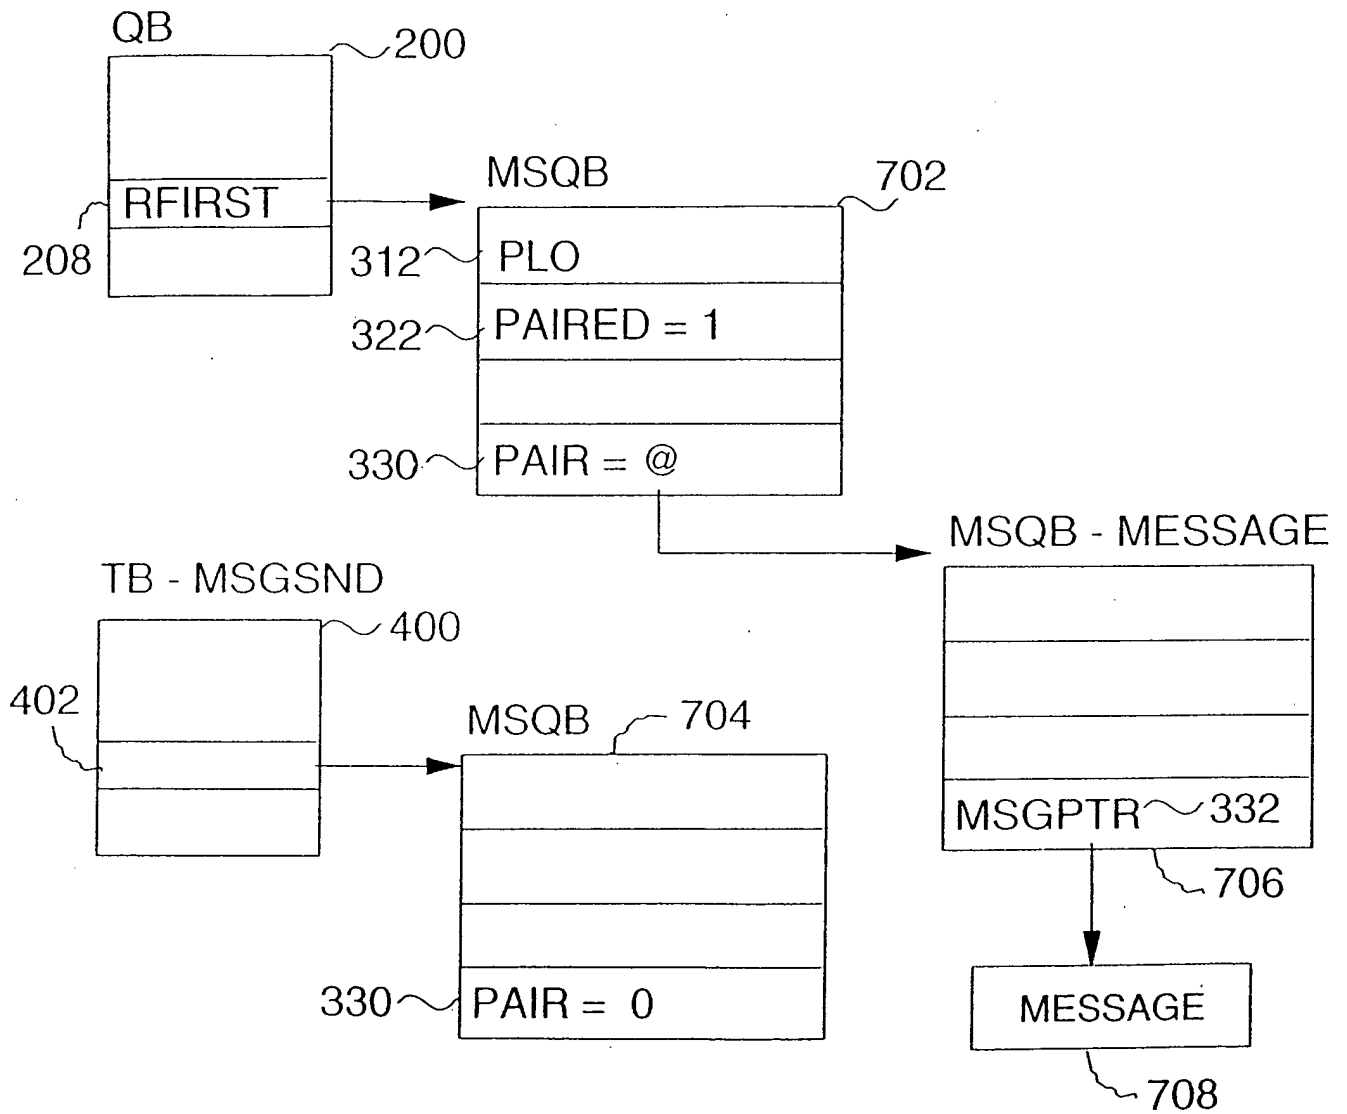 QB
200
RFIRST
208
MSQB
702
312
PLO
322
PAIRED = 1
330
PAIR = @
MSQB - MESSAGE
TB - MSGSND
400
402
MSQB
704
MSGPTR
332
706
330
PAIR = 0
MESSAGE
708